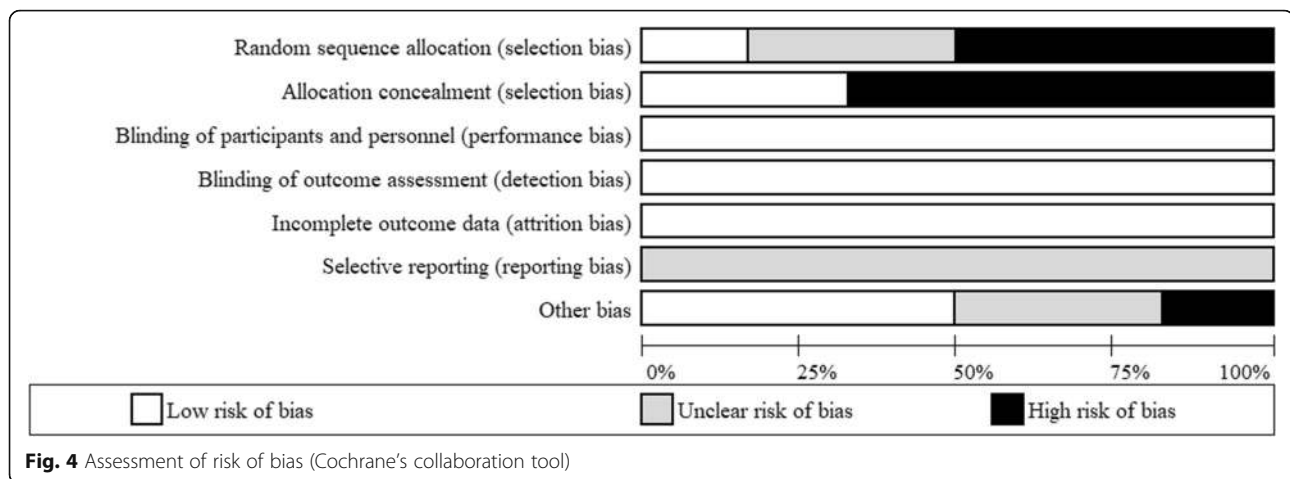 Random sequence allocation (selection bias)
Allocation concealment (selection bias)
Blinding of participants and personnel (performance bias)
Blinding of outcome assessment (detection bias)
Incomplete outcome data (attrition bias)
Selective reporting (reporting bias)
Other bias
0% 25% 50% 75% 100%
Low risk of bias Unclear risk of bias High risk of bias
Fig. 4 Assessment of risk of bias (Cochrane's collaboration tool)